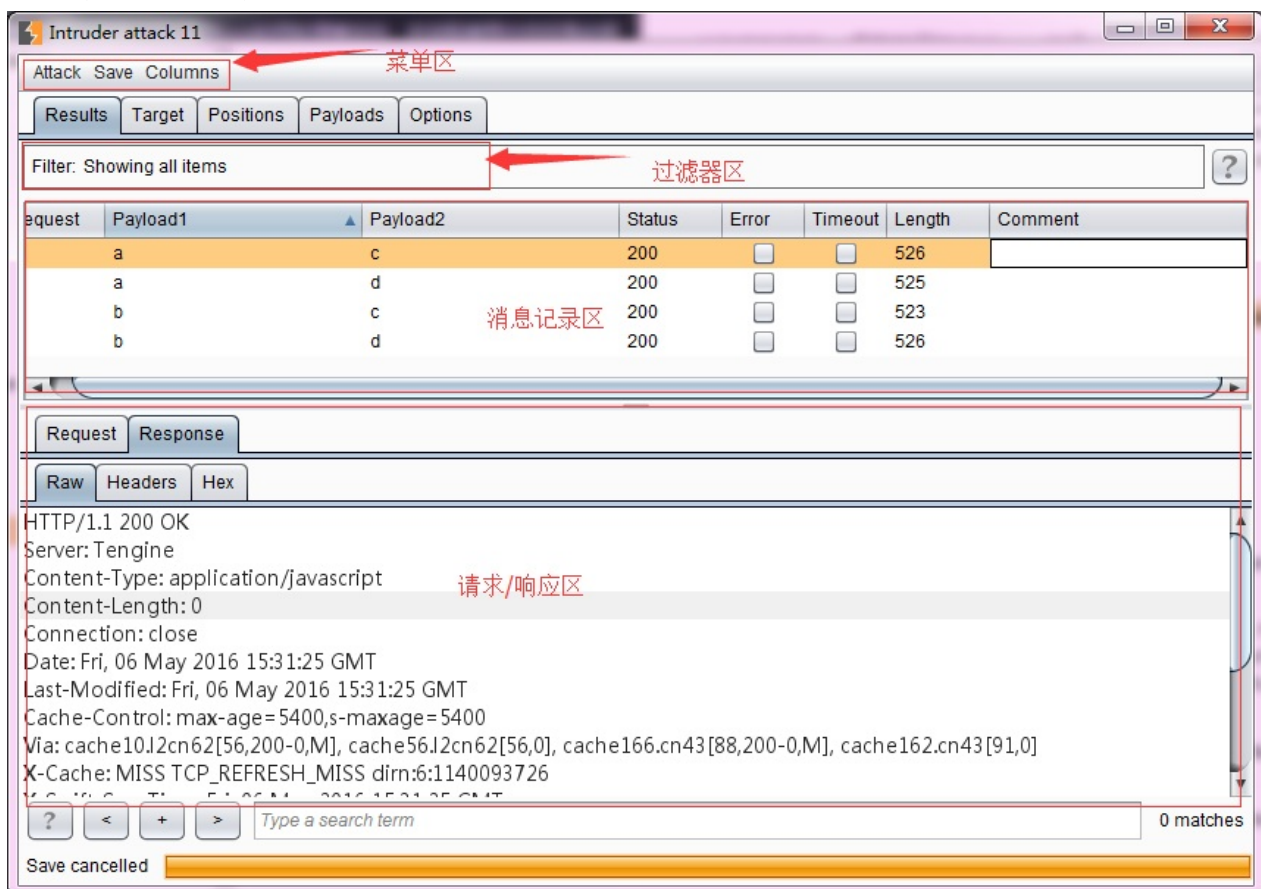 Intruder attack 11
Attack Save Columns
菜单区
Results Target Positions Payloads Options
Filter: Showing all items
过滤器区
?
equest Payload1 Payload2 Status Error Timeout Length Comment
a c 200 526
a d 200 525
b c 200 523
b d 200 526
消息记录区
Request Response
Raw Headers Hex
HTTP/1.1 200 OK
Server: Tengine
Content-Type: application/javascript
请求/响应区
Content-Length: 0
Connection: close
Date: Fri, 06 May 2016 15:31:25 GMT
Last-Modified: Fri, 06 May 2016 15:31:25 GMT
Cache-Control: max-age=5400,s-maxage=5400
Via: cache10.l2cn62[56,200-0,M], cache56.l2cn62[56,0], cache166.cn43[88,200-0,M], cache162.cn43[91,0]
X-Cache: MISS TCP_REFRESH_MISS dirn:6:1140093726
? < + > Type a search term 0 matches
Save cancelled